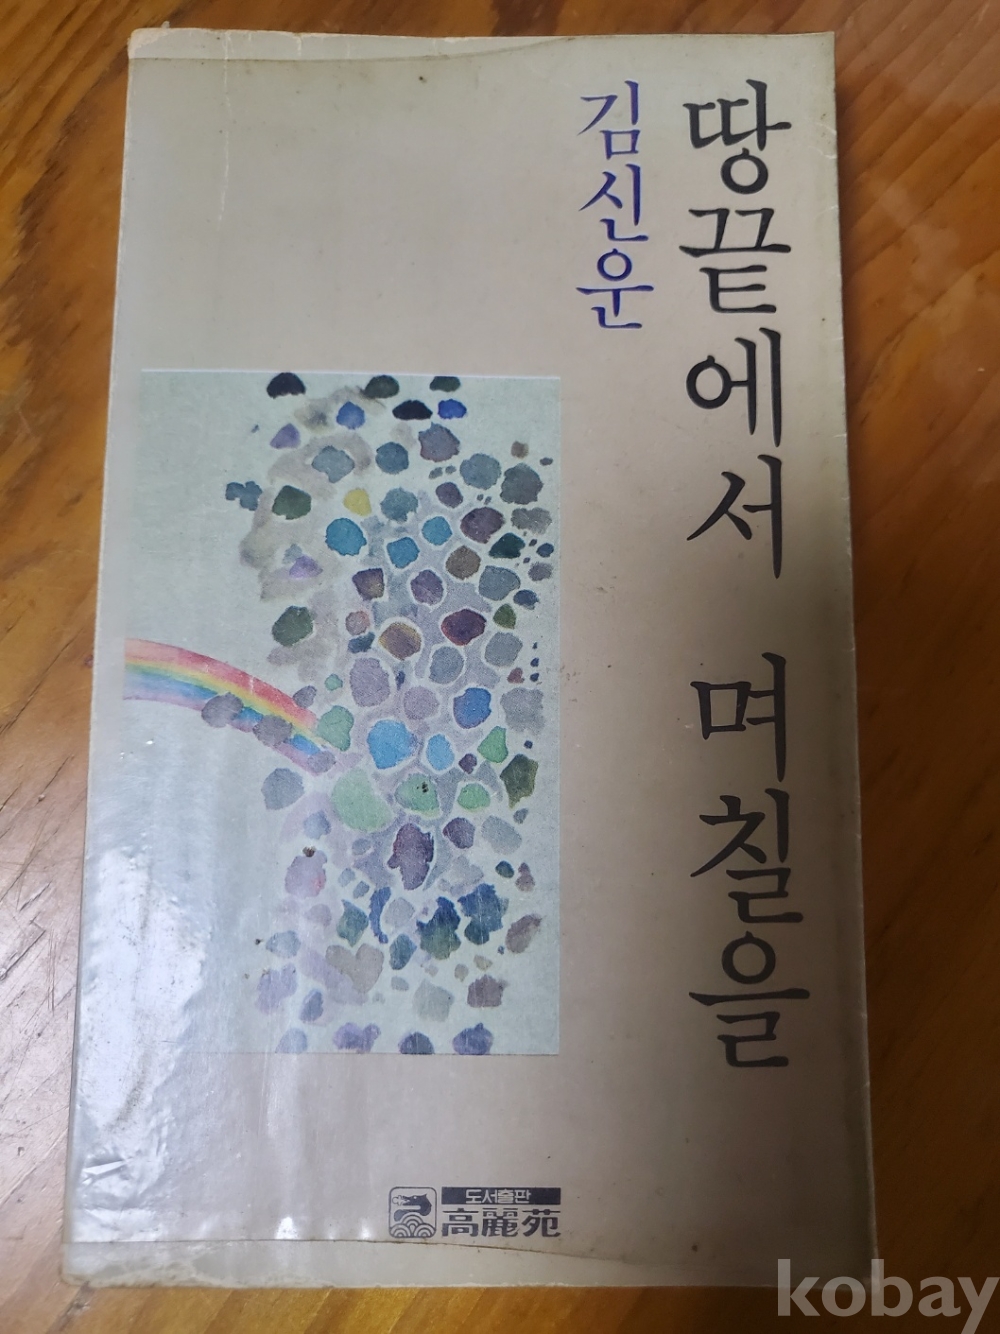 땅끝에서 며칠을
김신운
도서출판
高麗苑
kobay